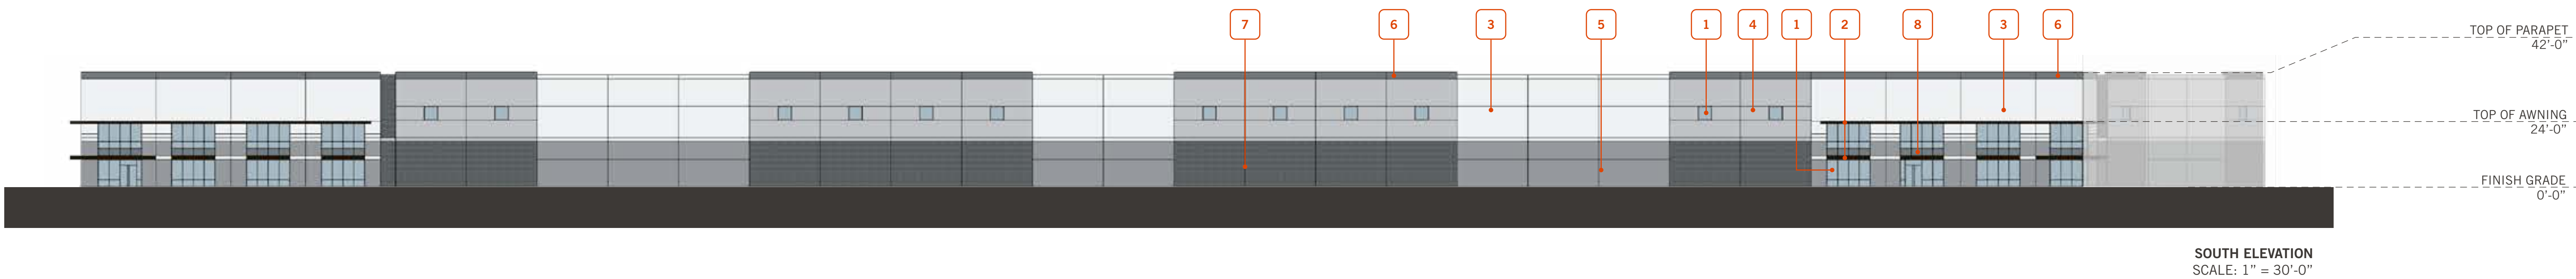 7 6 3 5 1 4 1 2 8 3 6
TOP OF PARAPET
42'-0"
TOP OF AWNING
24'-0"
FINISH GRADE
0'-0"
SOUTH ELEVATION
SCALE: 1" = 30'-0"